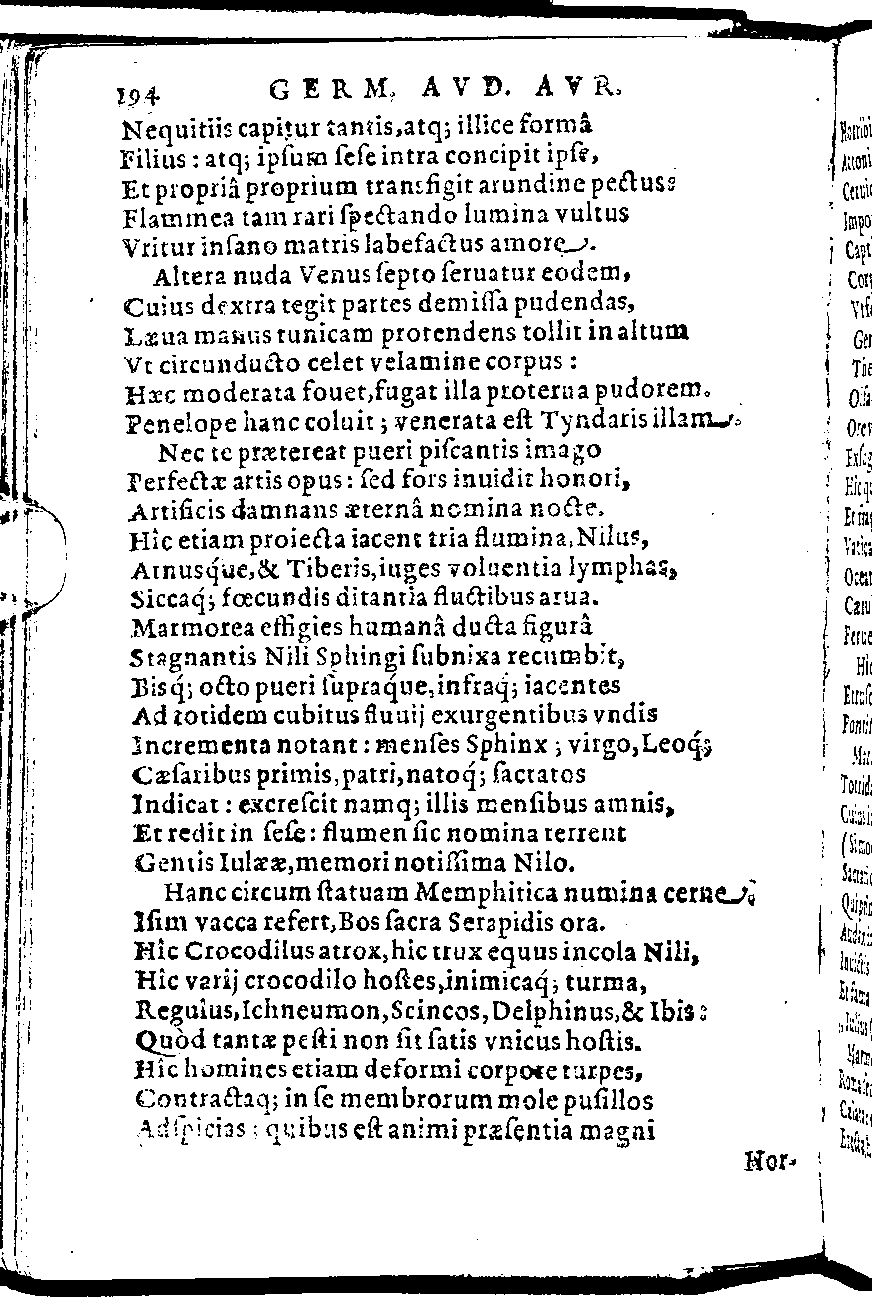 194 GERM. AVD. AVR.
Nequitiis capitur tantis, atq; illice formâ
Filius : atq; ipsum sese intra concipit ipse,
Et propriâ proprium transfigit arundine pectus:
Flammea tam rari spectando lumina vultus
Vritur insano matris labefactus amore.
Altera nuda Venus septo seruatur eodem,
Cuius dextra tegit partes demissa pudendas,
Læua manus tunicam protendens tollit in altum
Vt circunducto celet velamine corpus :
Hæc moderata fouet, fugat illa proterua pudorem.
Penelope hanc coluit ; venerata est Tyndaris illam.
Nec te prætereat pueri piscantis imago
Perfectæ artis opus : sed fors inuidit honori,
Artificis damnans æternâ nomina nocte.
Hîc etiam proiecta iacent tria flumina, Nilus,
Arnusq́ue, & Tiberis, iuges voluentia lymphas,
Siccaq́; fœcundis ditantia fluctibus arua.
Marmorea effigies humanâ ducta figurâ
Stagnantis Nili Sphingi subnixa recumbit,
Bisq́; octo pueri supraq́ue, infraq́; iacentes
Ad totidem cubitus fluuij exurgentibus vndis
Incrementa notant : menses Sphinx ; virgo, Leoq́;
Cæsaribus primis, patri, natoq́; sacratos
Indicat : excrescit namq; illis mensibus amnis,
Et redit in sese : flumen sic nomina terrent
Gentis Iulææ, memori notissima Nilo.
Hanc circum statuam Memphitica numina cerne,
Isim vacca refert, Bos sacra Serapidis ora.
Hîc Crocodilus atrox, hic trux equus incola Nili,
Hîc varij crocodilo hostes, inimicaq́; turma,
Regulus, Ichneumon, Scincos, Delphinus, & Ibis :
Quòd tantæ pesti non sit satis vnicus hostis.
Hîc homines etiam deformi corpore turpes,
Contractaq; in se membrorum mole pusillos
Adspicias : quibus est animi præsentia magni
Hor-